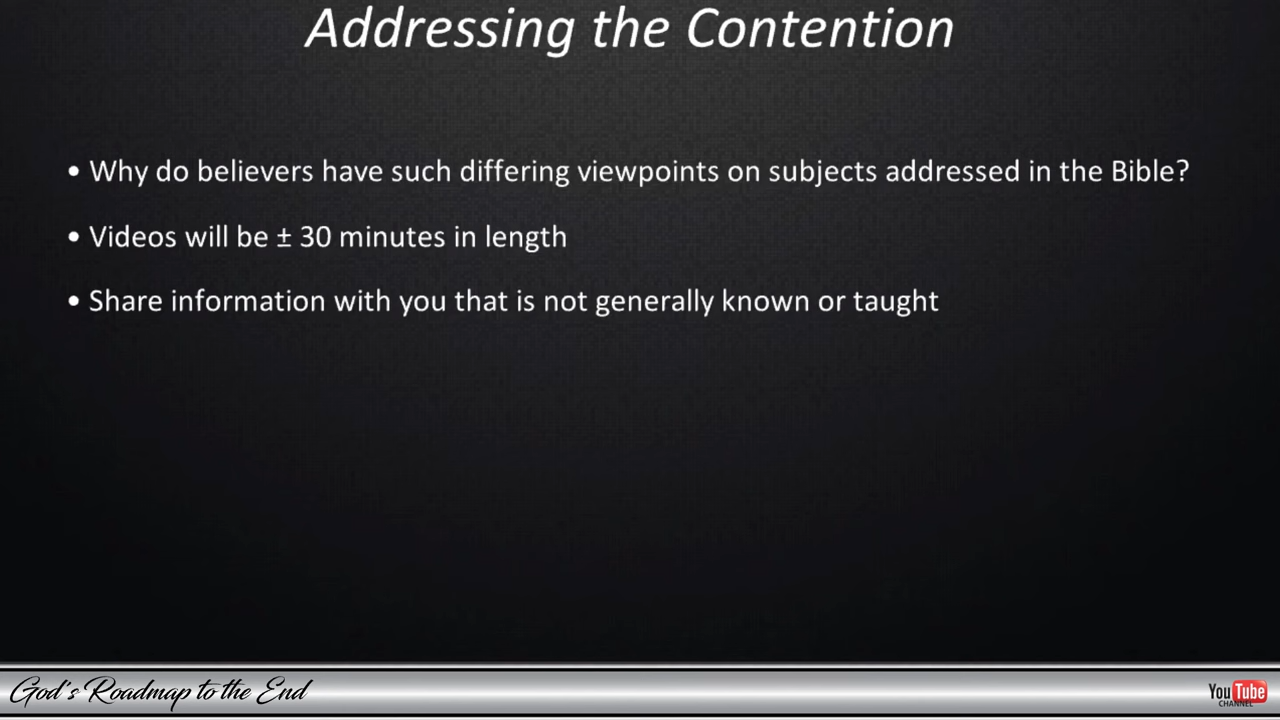 Addressing the Contention
• Why do believers have such differing viewpoints on subjects addressed in the Bible?
• Videos will be ± 30 minutes in length
• Share information with you that is not generally known or taught
God's Roadmap to the End
YouTube
CHANNEL